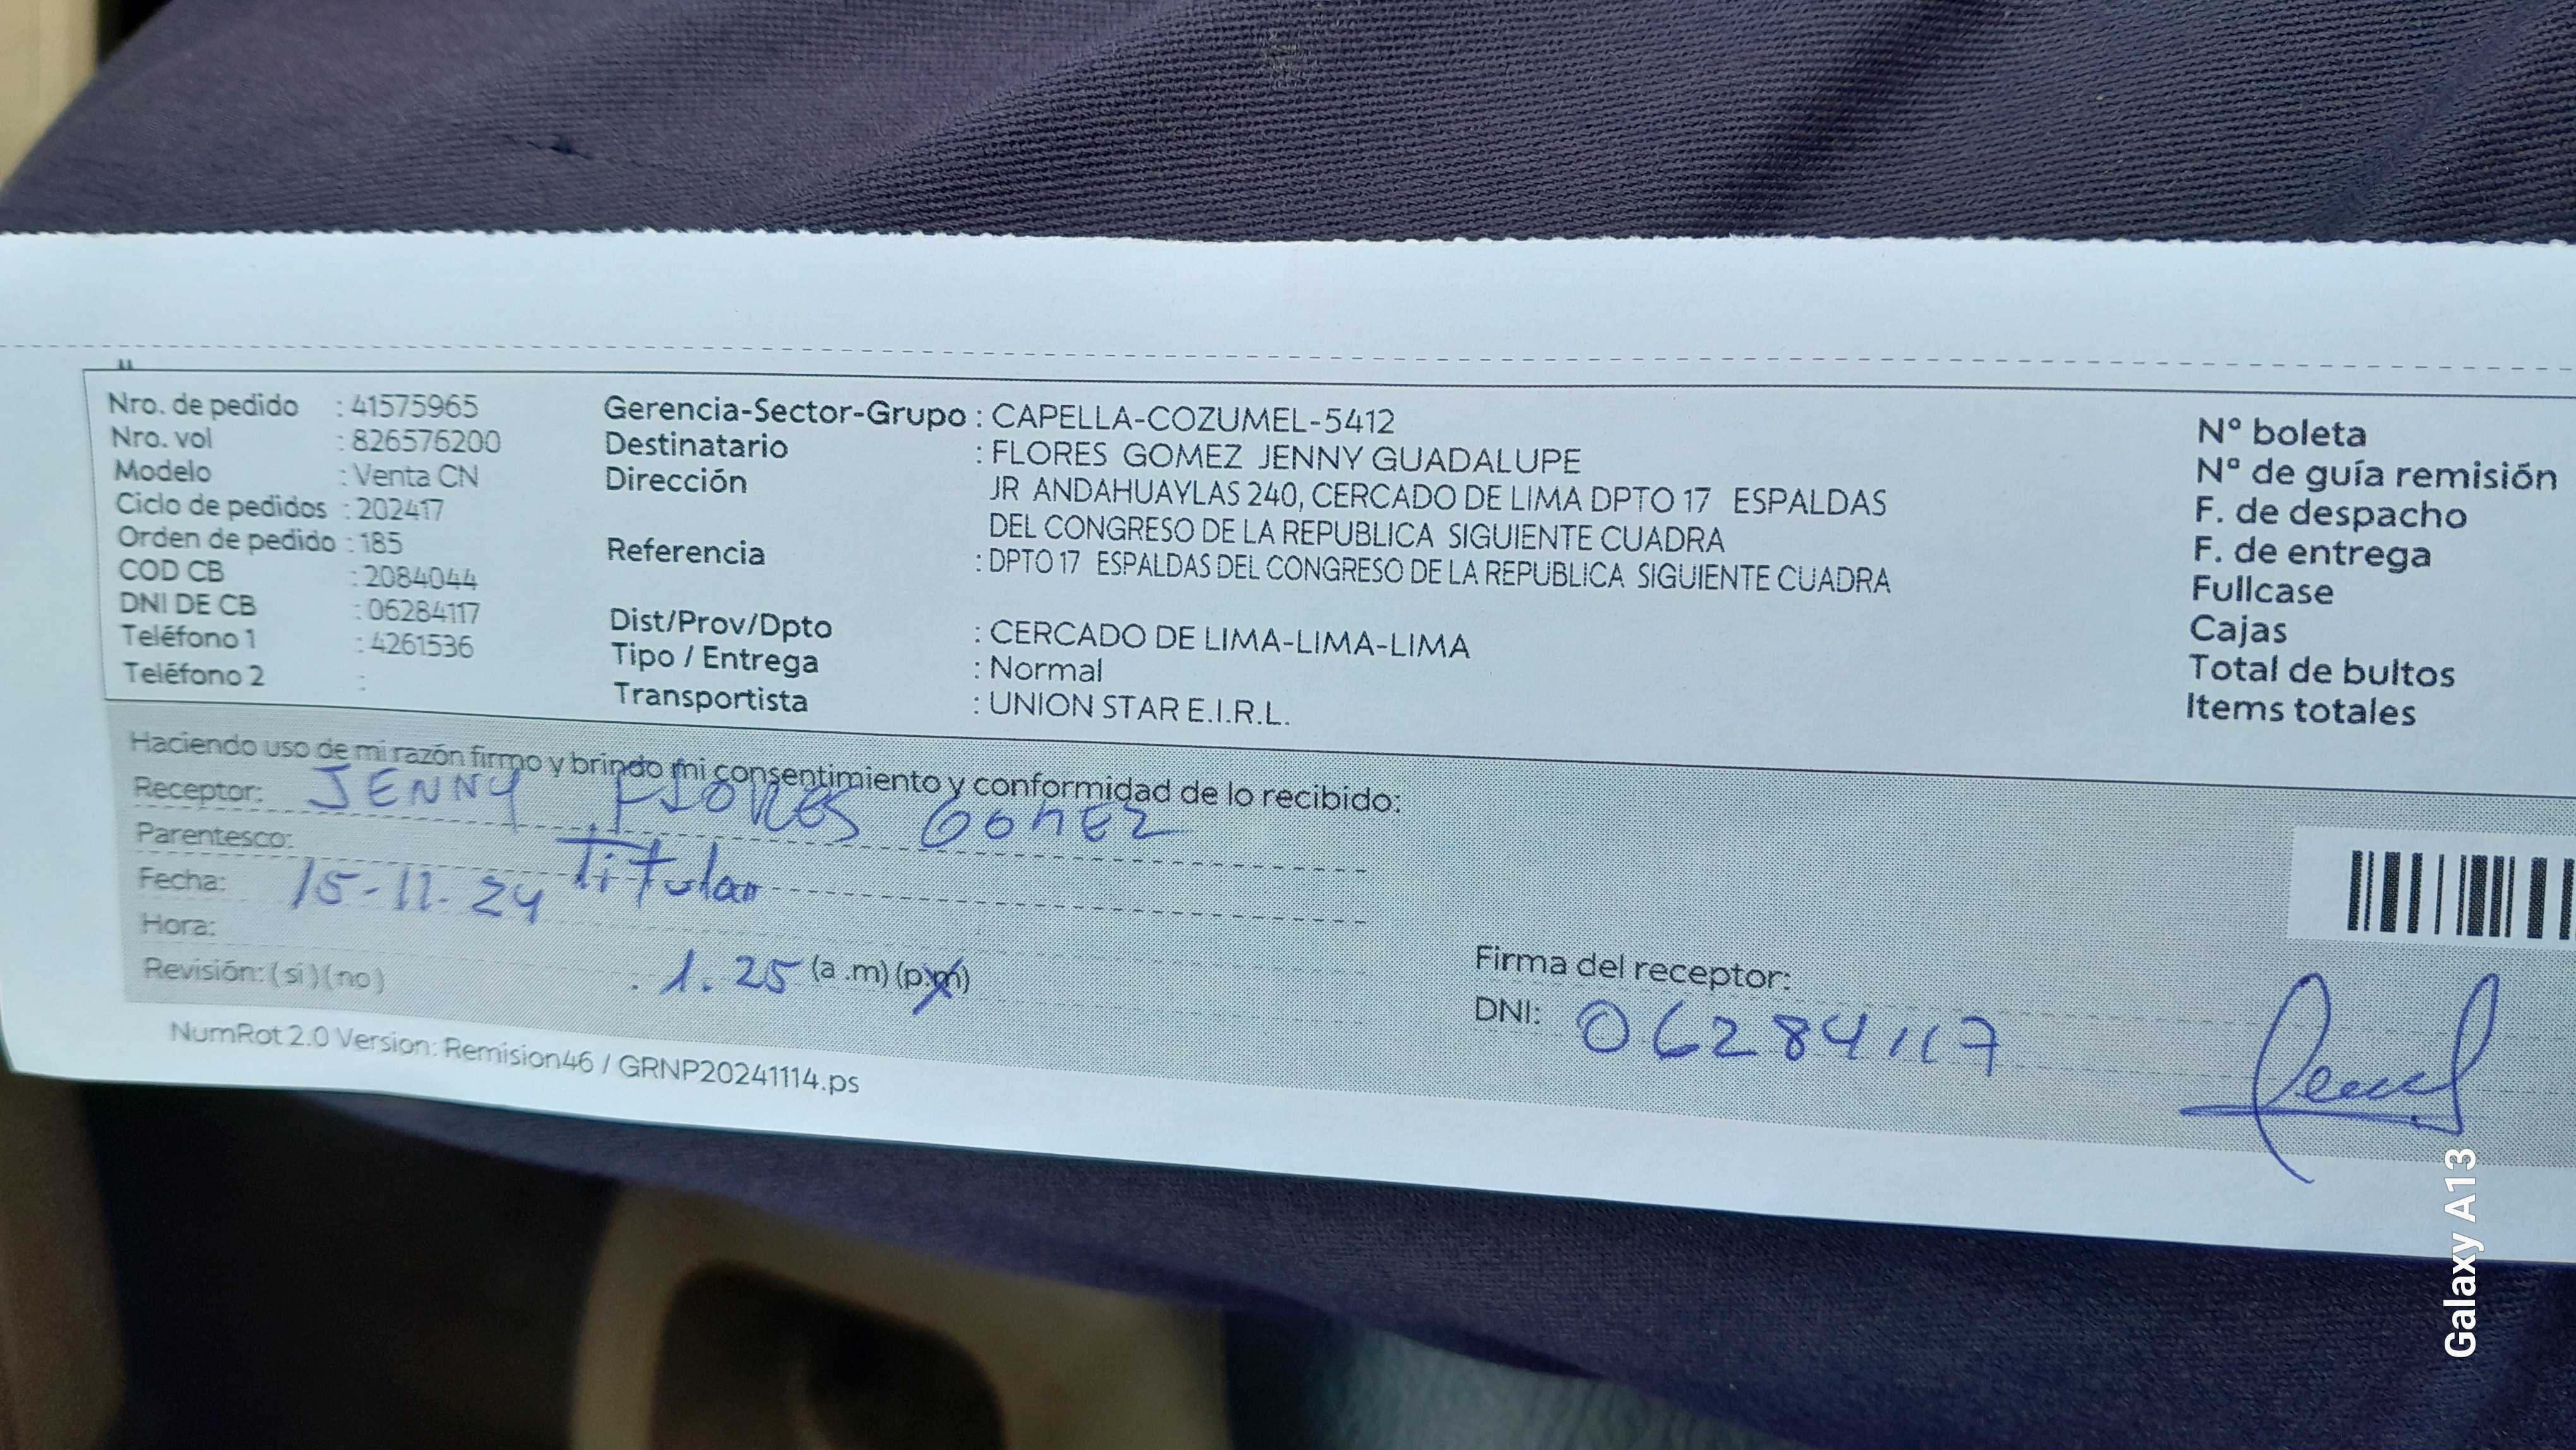 Nro. de pedido : 41575965
Nro. vol : 826576200
Modelo : Venta CN
Ciclo de pedidos : 202417
Orden de pedido : 185
COD CB : 2084044
DNI DE CB : 06284117
Teléfono 1 : 4261536
Teléfono 2 :
Gerencia-Sector-Grupo : CAPELLA-COZUMEL-5412
Destinatario : FLORES GOMEZ JENNY GUADALUPE
Dirección JR ANDAHUAYLAS 240, CERCADO DE LIMA DPTO 17 ESPALDAS
DEL CONGRESO DE LA REPUBLICA SIGUIENTE CUADRA
Referencia : DPTO 17 ESPALDAS DEL CONGRESO DE LA REPUBLICA SIGUIENTE CUADRA
Dist/Prov/Dpto : CERCADO DE LIMA-LIMA-LIMA
Tipo / Entrega : Normal
Transportista : UNION STAR E.I.R.L.
Nº boleta
Nº de guía remisión
F. de despacho
F. de entrega
Fullcase
Cajas
Total de bultos
Items totales
Haciendo uso de mi razón firmo y brindo mi consentimiento y conformidad de lo recibido:
Receptor: JENNY FLORES GOMEZ
Parentesco: Titular
Fecha: 15-11.24
Hora: 1.25 (a .m) (p.m)
Revisión: (si) (no)
Firma del receptor:
DNI: 06284117
NumRot 2.0 Version: Remision46 / GRNP20241114.ps
Galaxy A13